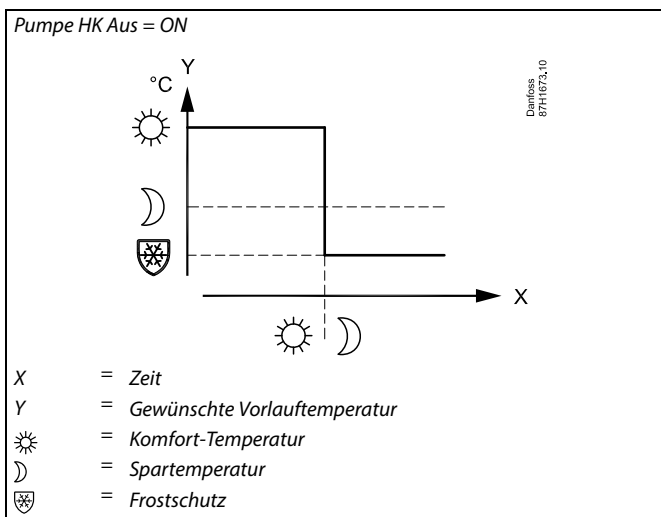 Pumpe HK Aus = ON
Y
°C
Danfoss
87H1673.10
X
X = Zeit
Y = Gewünschte Vorlauftemperatur
= Komfort-Temperatur
= Spartemperatur
= Frostschutz